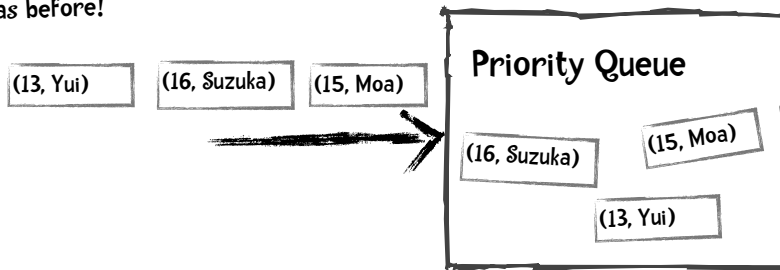 as before!
(13, Yui) (16, Suzuka) (15, Moa)
Priority Queue
(16, Suzuka) (15, Moa)
(13, Yui)